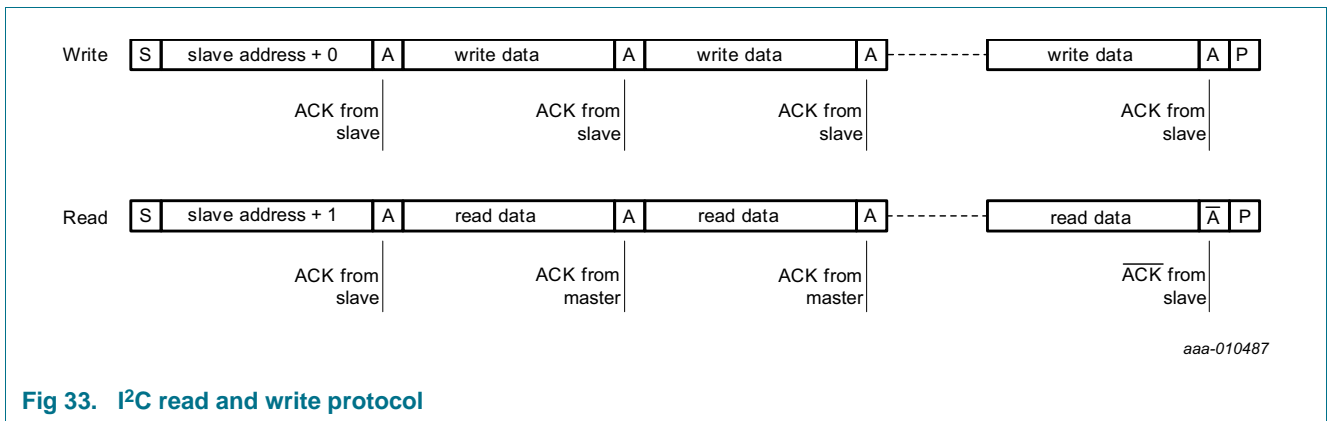 Write S slave address + 0 A write data A write data A write data A P
ACK from ACK from ACK from ACK from
slave slave slave slave
Read S slave address + 1 A read data A read data A read data A̅ P
ACK from ACK from ACK from A̅C̅K̅ from
slave master master slave
aaa-010487
Fig 33. I²C read and write protocol